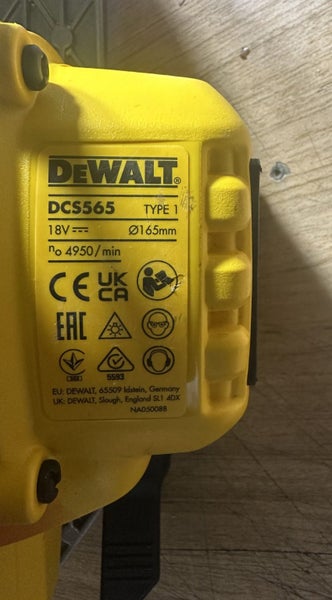 DEWALT®
DCS565 TYPE 1
18V Ø165mm
n₀ 4950/min
CE UK CA
EAC
5593
EU: DEWALT, 65509 Idstein, Germany
UK: DEWALT, Slough, England SL1 4DX
NA050088